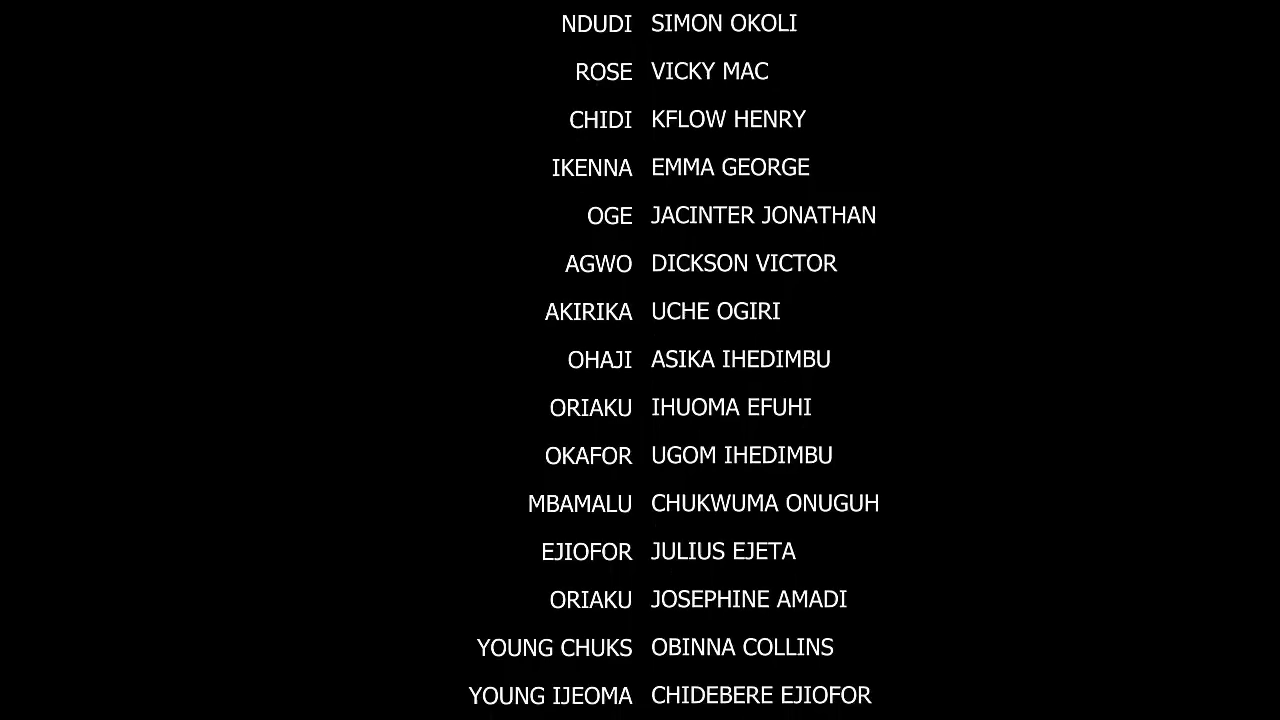 NDUDI SIMON OKOLI
ROSE VICKY MAC
CHIDI KFLOW HENRY
IKENNA EMMA GEORGE
OGE JACINTER JONATHAN
AGWO DICKSON VICTOR
AKIRIKA UCHE OGIRI
OHAJI ASIKA IHEDIMBU
ORIAKU IHUOMA EFUHI
OKAFOR UGOM IHEDIMBU
MBAMALU CHUKWUMA ONUGUH
EJIOFOR JULIUS EJETA
ORIAKU JOSEPHINE AMADI
YOUNG CHUKS OBINNA COLLINS
YOUNG IJEOMA CHIDEBERE EJIOFOR